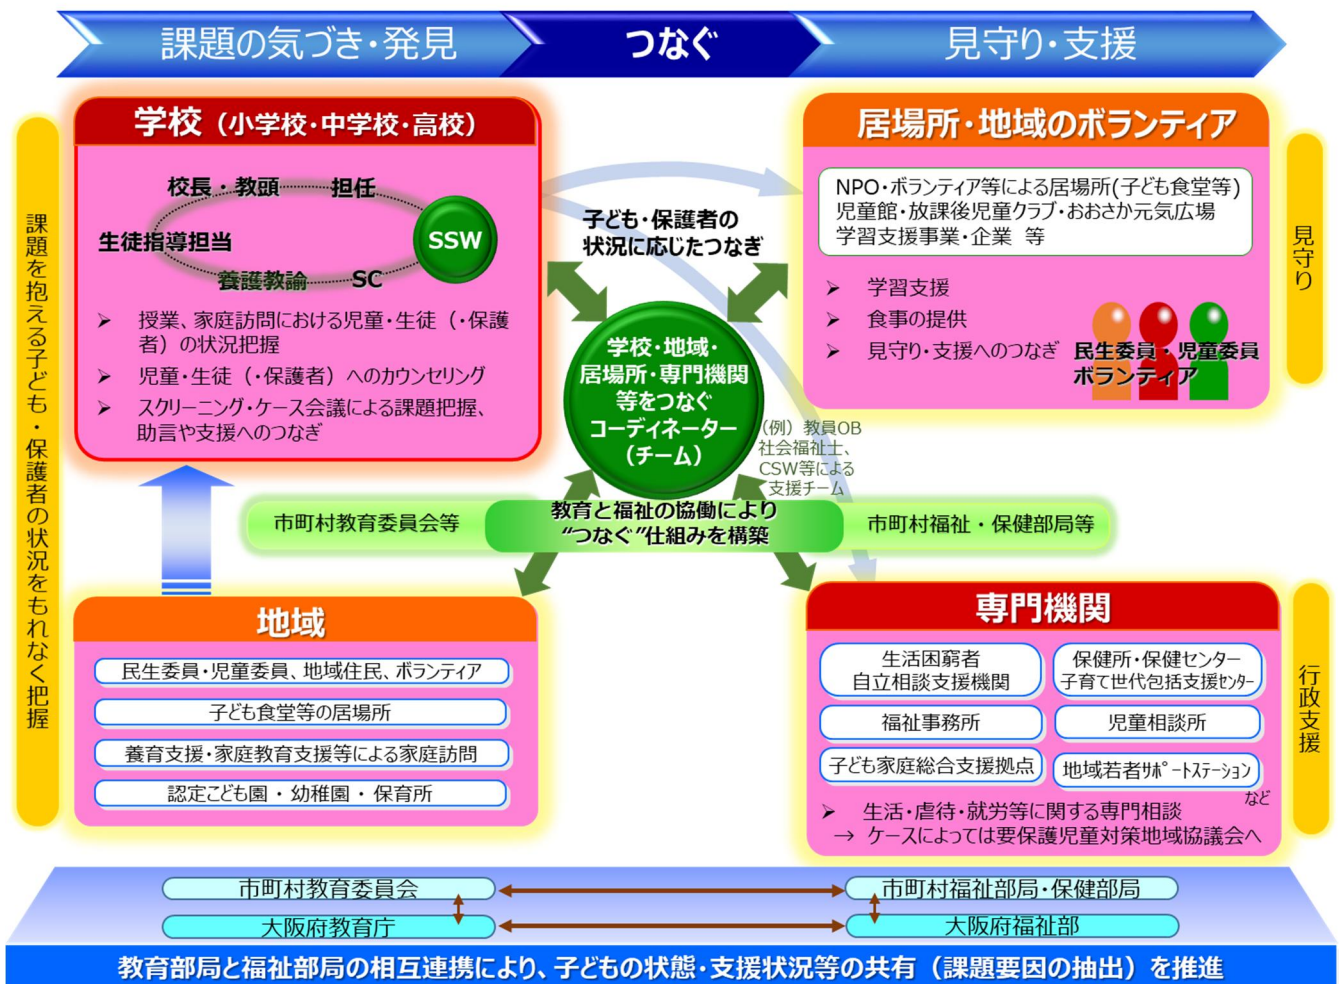 課題の気づき・発見
つなぐ
見守り・支援
課題を抱える子ども・保護者の状況をもれなく把握
学校（小学校・中学校・高校）
校長・教頭
担任
生徒指導担当
SSW
養護教諭
SC
➢ 授業、家庭訪問における児童・生徒（・保護
者）の状況把握
➢ 児童・生徒（・保護者）へのカウンセリング
➢ スクリーニング・ケース会議による課題把握、
助言や支援へのつなぎ
子ども・保護者の
状況に応じたつなぎ
学校・地域・
居場所・専門機関
等をつなぐ
コーディネーター
（チーム）
（例）教員OB
社会福祉士、
CSW等による
支援チーム
居場所・地域のボランティア
NPO・ボランティア等による居場所(子ども食堂等)
児童館・放課後児童クラブ・おおさか元気広場
学習支援事業・企業 等
➢ 学習支援
➢ 食事の提供
➢ 見守り・支援へのつなぎ
民生委員・児童委員
ボランティア
見守り
市町村教育委員会等
教育と福祉の協働により
“つなぐ”仕組みを構築
市町村福祉・保健部局等
地域
民生委員・児童委員、地域住民、ボランティア
子ども食堂等の居場所
養育支援・家庭教育支援等による家庭訪問
認定こども園・幼稚園・保育所
専門機関
生活困窮者
自立相談支援機関
保健所・保健センター
子育て世代包括支援ｾﾝﾀｰ
福祉事務所
児童相談所
子ども家庭総合支援拠点
地域若者ｻﾎﾟｰﾄｽﾃｰｼｮﾝ
など
➢ 生活・虐待・就労等に関する専門相談
→ ケースによっては要保護児童対策地域協議会へ
行政支援
市町村教育委員会
市町村福祉部局・保健部局
大阪府教育庁
大阪府福祉部
教育部局と福祉部局の相互連携により、子どもの状態・支援状況等の共有（課題要因の抽出）を推進